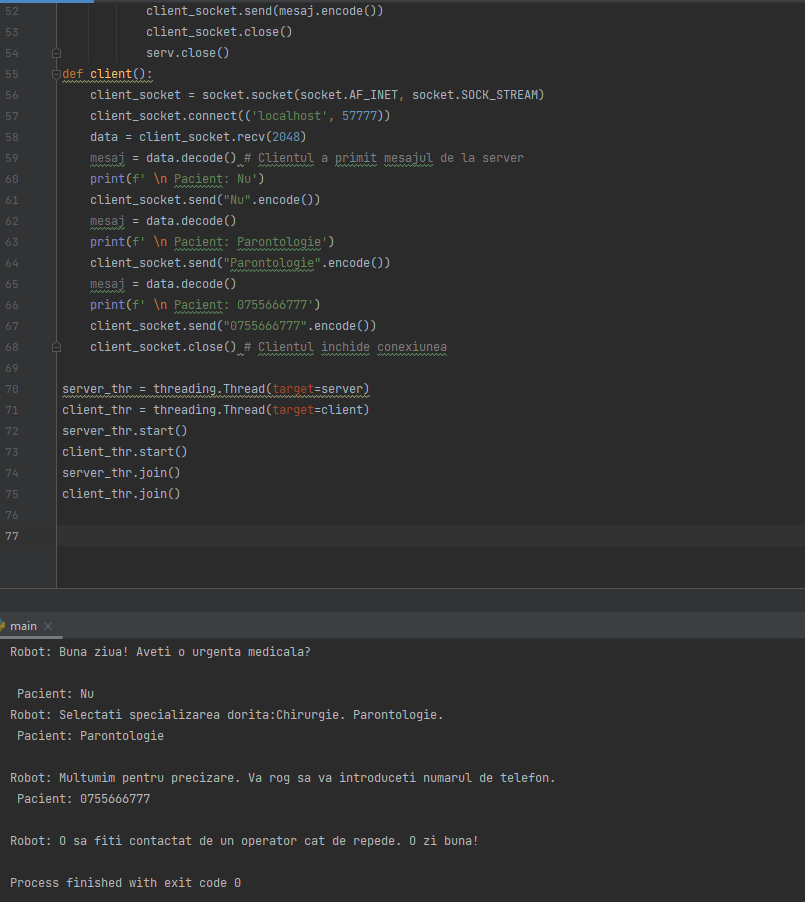 52 client_socket.send(mesaj.encode())
53 client_socket.close()
54 serv.close()
55 def client():
56 client_socket = socket.socket(socket.AF_INET, socket.SOCK_STREAM)
57 client_socket.connect(('localhost', 57777))
58 data = client_socket.recv(2048)
59 mesaj = data.decode() # Clientul a primit mesajul de la server
60 print(f' \n Pacient: Nu')
61 client_socket.send("Nu".encode())
62 mesaj = data.decode()
63 print(f' \n Pacient: Parontologie')
64 client_socket.send("Parontologie".encode())
65 mesaj = data.decode()
66 print(f' \n Pacient: 0755666777')
67 client_socket.send("0755666777".encode())
68 client_socket.close() # Clientul inchide conexiunea
69
70 server_thr = threading.Thread(target=server)
71 client_thr = threading.Thread(target=client)
72 server_thr.start()
73 client_thr.start()
74 server_thr.join()
75 client_thr.join()
76
77
main
Robot: Buna ziua! Aveti o urgenta medicala?
Pacient: Nu
Robot: Selectati specializarea dorita:Chirurgie. Parontologie.
Pacient: Parontologie
Robot: Multumim pentru precizare. Va rog sa va introduceti numarul de telefon.
Pacient: 0755666777
Robot: O sa fiti contactat de un operator cat de repede. O zi buna!
Process finished with exit code 0